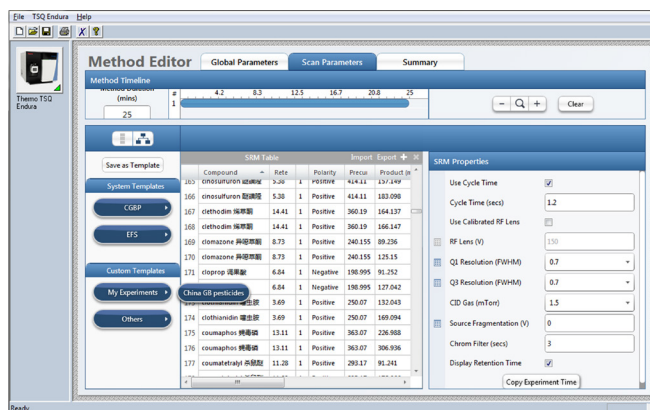 File TSQ Endura Help
Thermo TSQ
Endura
Method Editor
Global Parameters
Scan Parameters
Summary
Method Timeline
Method Duration
(mins)
25
#
4.2 8.3 12.5 16.7 20.8 25
1
− +
Clear
Save as Template
System Templates
CGBP
EFS
Custom Templates
My Experiments
China GB pesticides
Others
SRM Table
Import Export
Compound Rete Polarity Precur Product (m
165 cinosulfuron 醚磺隆 5.38 1 Positive 414.11 157.149
166 cinosulfuron 醚磺隆 5.38 1 Positive 414.11 183.098
167 clethodim 烯草酮 14.41 1 Positive 360.19 164.137
168 clethodim 烯草酮 14.41 1 Positive 360.19 166.147
169 clomazone 异噁草酮 8.73 1 Positive 240.155 89.236
170 clomazone 异噁草酮 8.73 1 Positive 240.155 125.15
171 cloprop 调果酸 6.84 1 Negative 198.995 91.252
6.84 1 Negative 198.995 127.042
173 clothianidin 噻虫胺 3.69 1 Positive 250.07 132.043
174 clothianidin 噻虫胺 3.69 1 Positive 250.07 169.094
175 coumaphos 蝇毒磷 13.11 1 Positive 363.07 226.988
176 coumaphos 蝇毒磷 13.11 1 Positive 363.07 306.936
177 coumatetralyl 杀鼠醚 11.28 1 Positive 293.17 91.241
SRM Properties
Use Cycle Time
Cycle Time (secs) 1.2
Use Calibrated RF Lens
RF Lens (V) 150
Q1 Resolution (FWHM) 0.7
Q3 Resolution (FWHM) 0.7
CID Gas (mTorr) 1.5
Source Fragmentation (V) 0
Chrom Filter (secs) 3
Display Retention Time
Copy Experiment Time
Ready